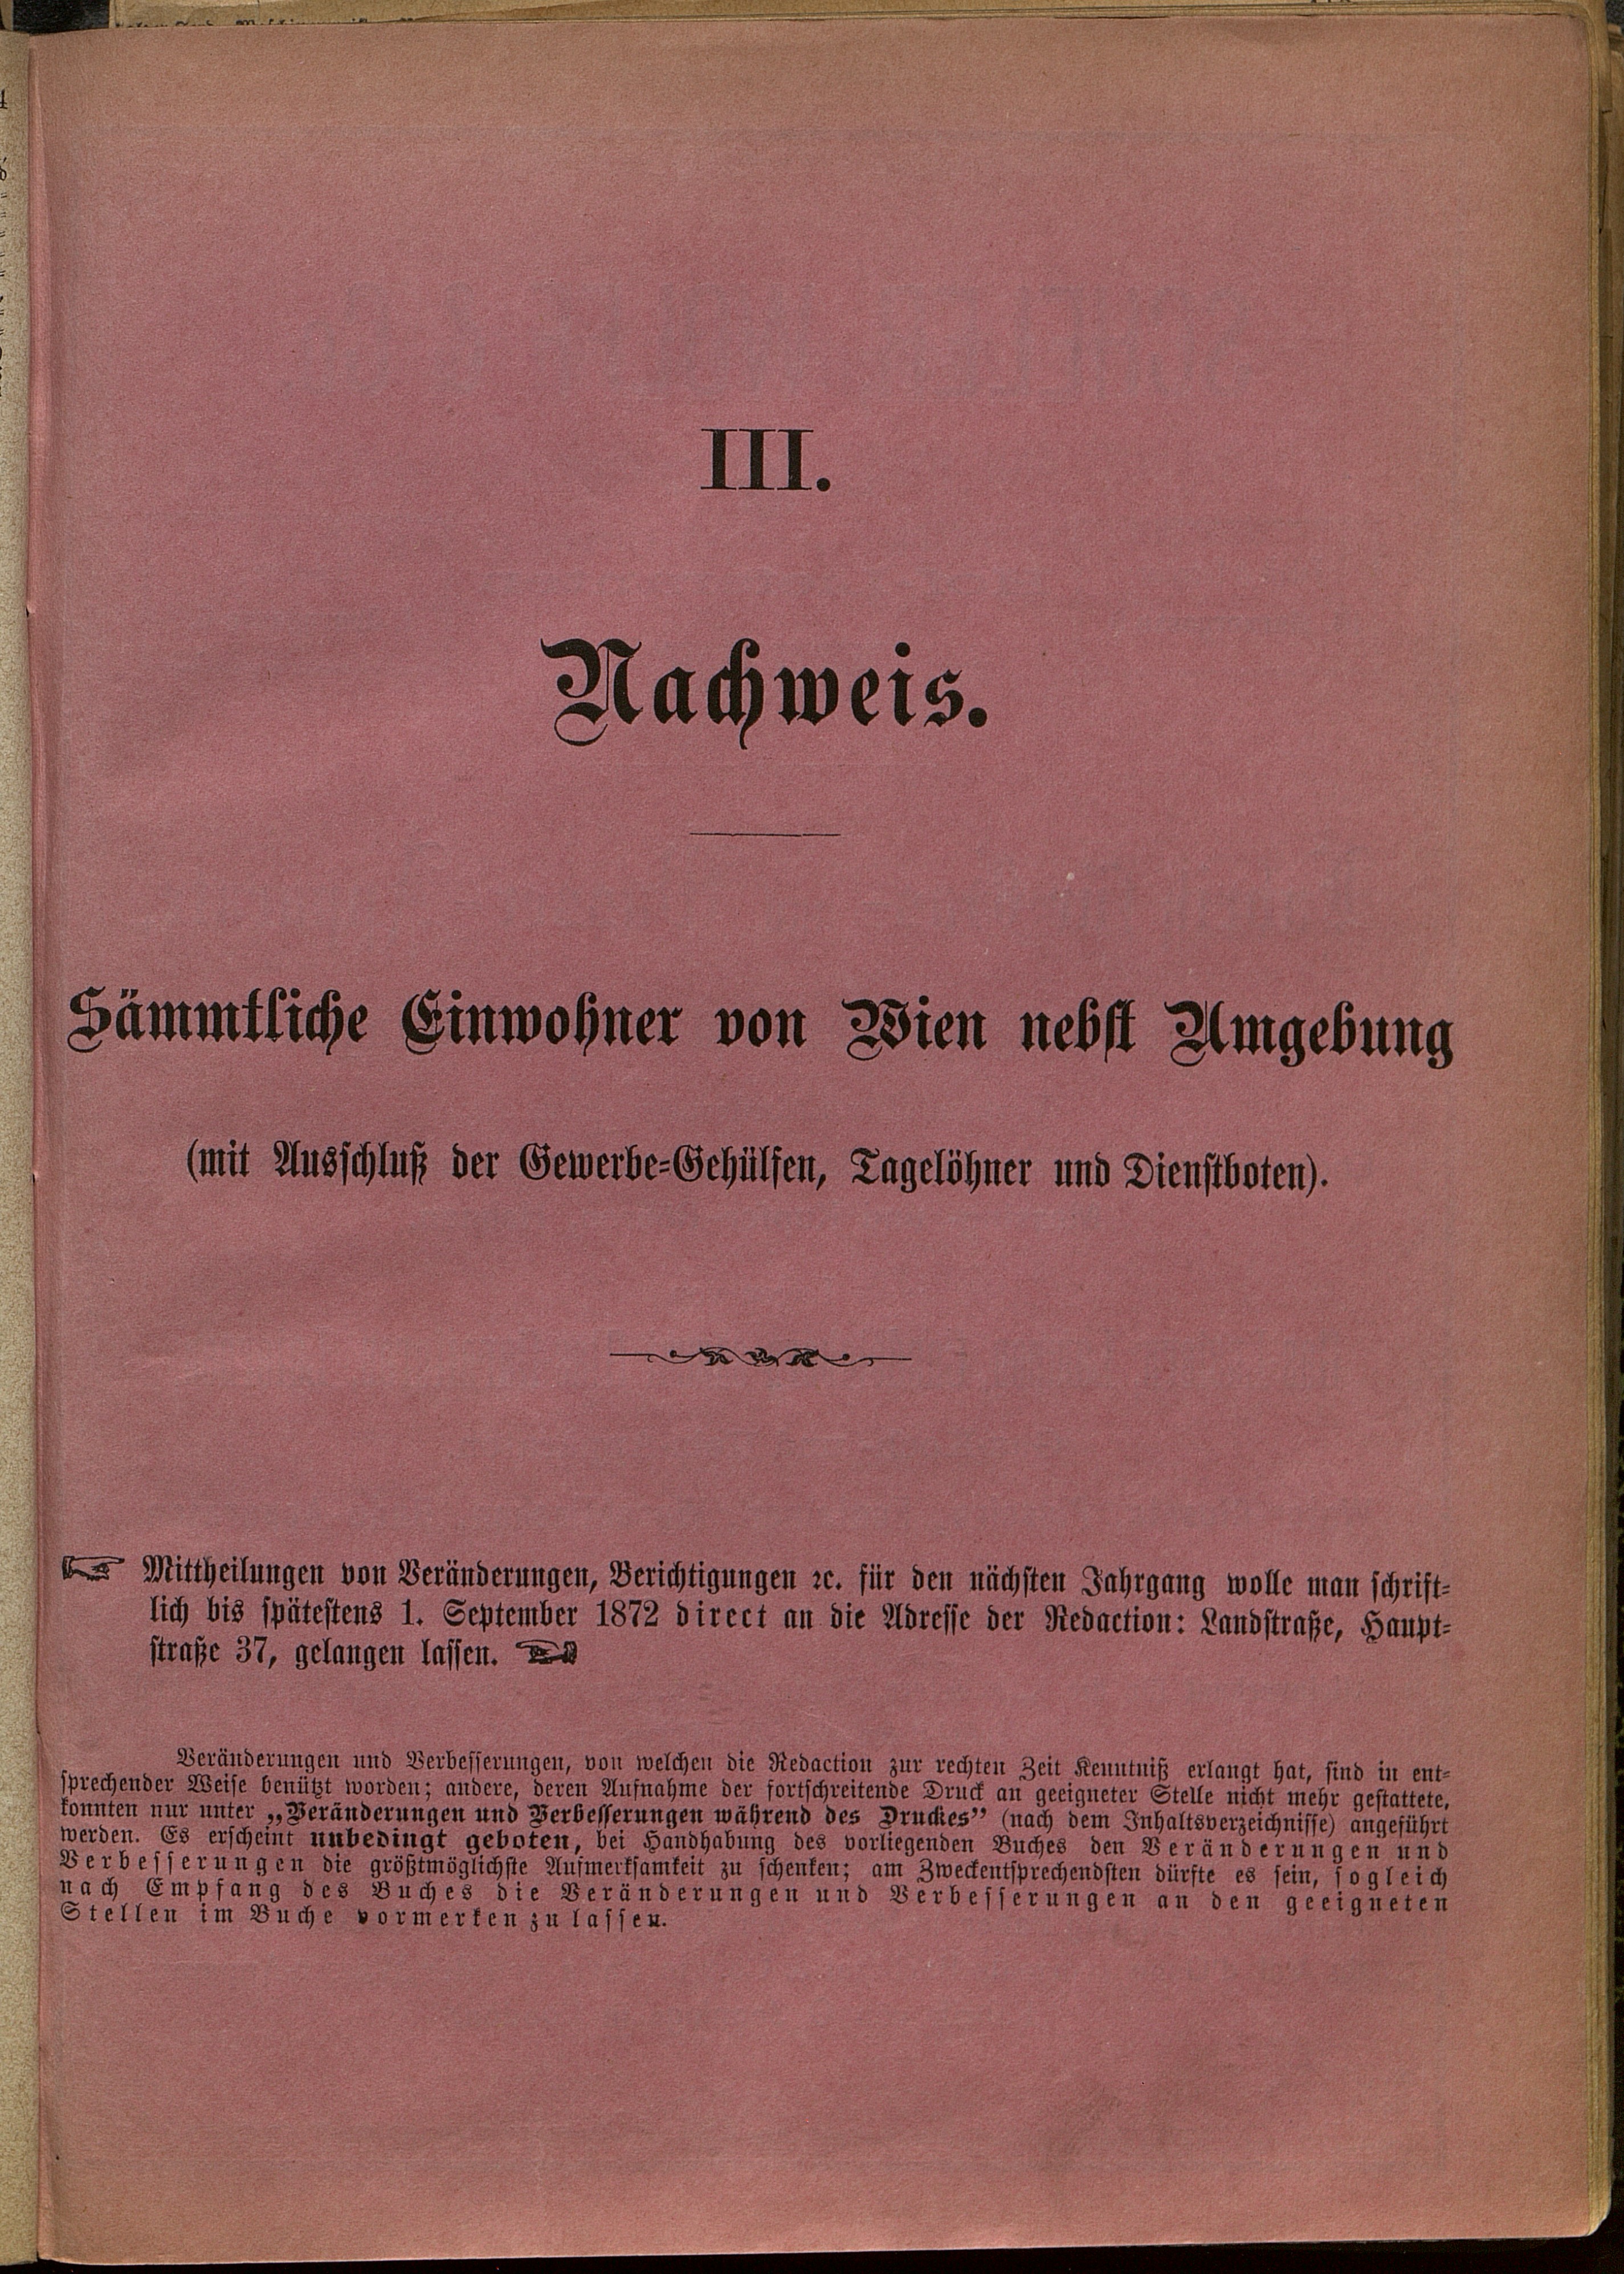 III.
Nachweis.
Sämmtliche Einwohner von Wien nebst Umgebung
(mit Ausschluß der Gewerbe-Gehülfen, Tagelöhner und Dienstboten).
Mittheilungen von Veränderungen, Berichtigungen ꝛc. für den nächsten Jahrgang wolle man schrift-
lich bis spätestens 1. September 1872 direct an die Adresse der Redaction: Landstraße, Haupt-
straße 37, gelangen lassen.
Veränderungen und Verbesserungen, von welchen die Redaction zur rechten Zeit Kenntniß erlangt hat, sind in ent-
sprechender Weise benützt worden; andere, deren Aufnahme der fortschreitende Druck an geeigneter Stelle nicht mehr gestattete,
konnten nur unter „Veränderungen und Verbesserungen während des Druckes" (nach dem Inhaltsverzeichnisse) angeführt
werden. Es erscheint unbedingt geboten, bei Handhabung des vorliegenden Buches den Veränderungen und
Verbesserungen die größtmöglichste Aufmerksamkeit zu schenken; am Zweckentsprechendsten dürfte es sein, sogleich
nach Empfang des Buches die Veränderungen und Verbesserungen an den geeigneten
Stellen im Buche vormerken zu lassen.